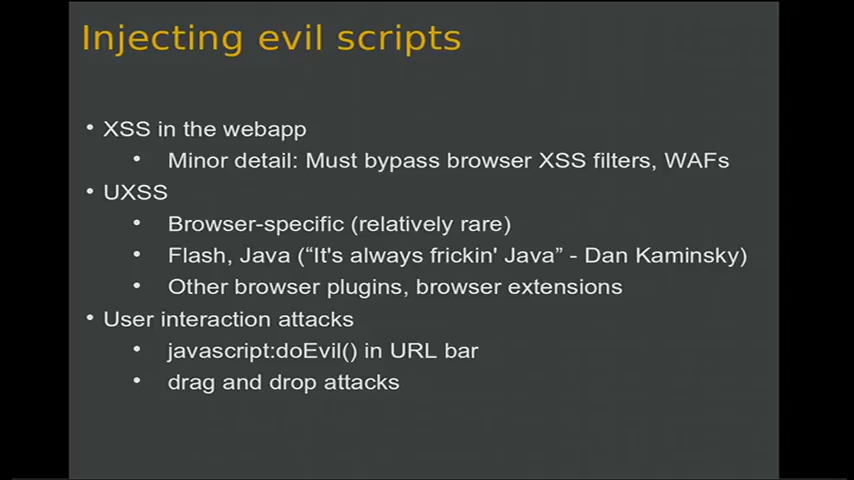 Injecting evil scripts
• XSS in the webapp
• Minor detail: Must bypass browser XSS filters, WAFs
• UXSS
• Browser-specific (relatively rare)
• Flash, Java (“It's always frickin' Java” - Dan Kaminsky)
• Other browser plugins, browser extensions
• User interaction attacks
• javascript:doEvil() in URL bar
• drag and drop attacks